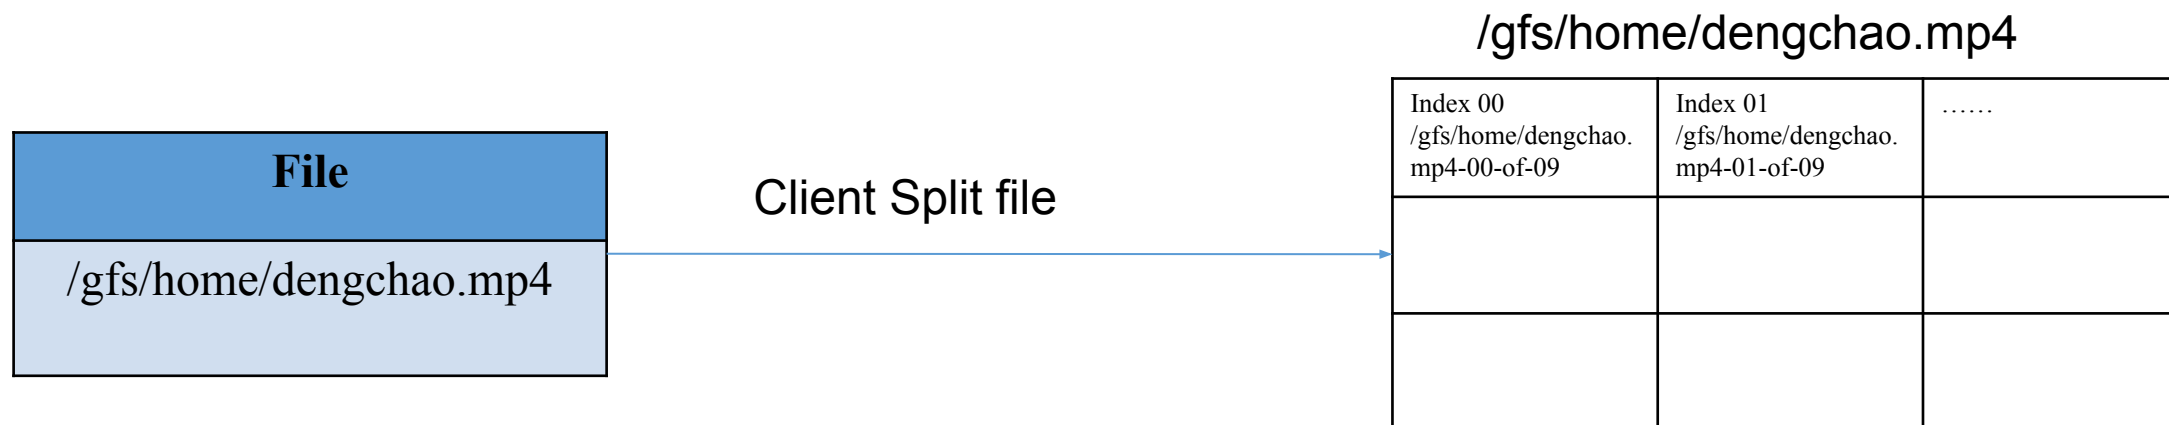 /gfs/home/dengchao.mp4
File
/gfs/home/dengchao.mp4
Client Split file
Index 00
/gfs/home/dengchao.
mp4-00-of-09
Index 01
/gfs/home/dengchao.
mp4-01-of-09
……